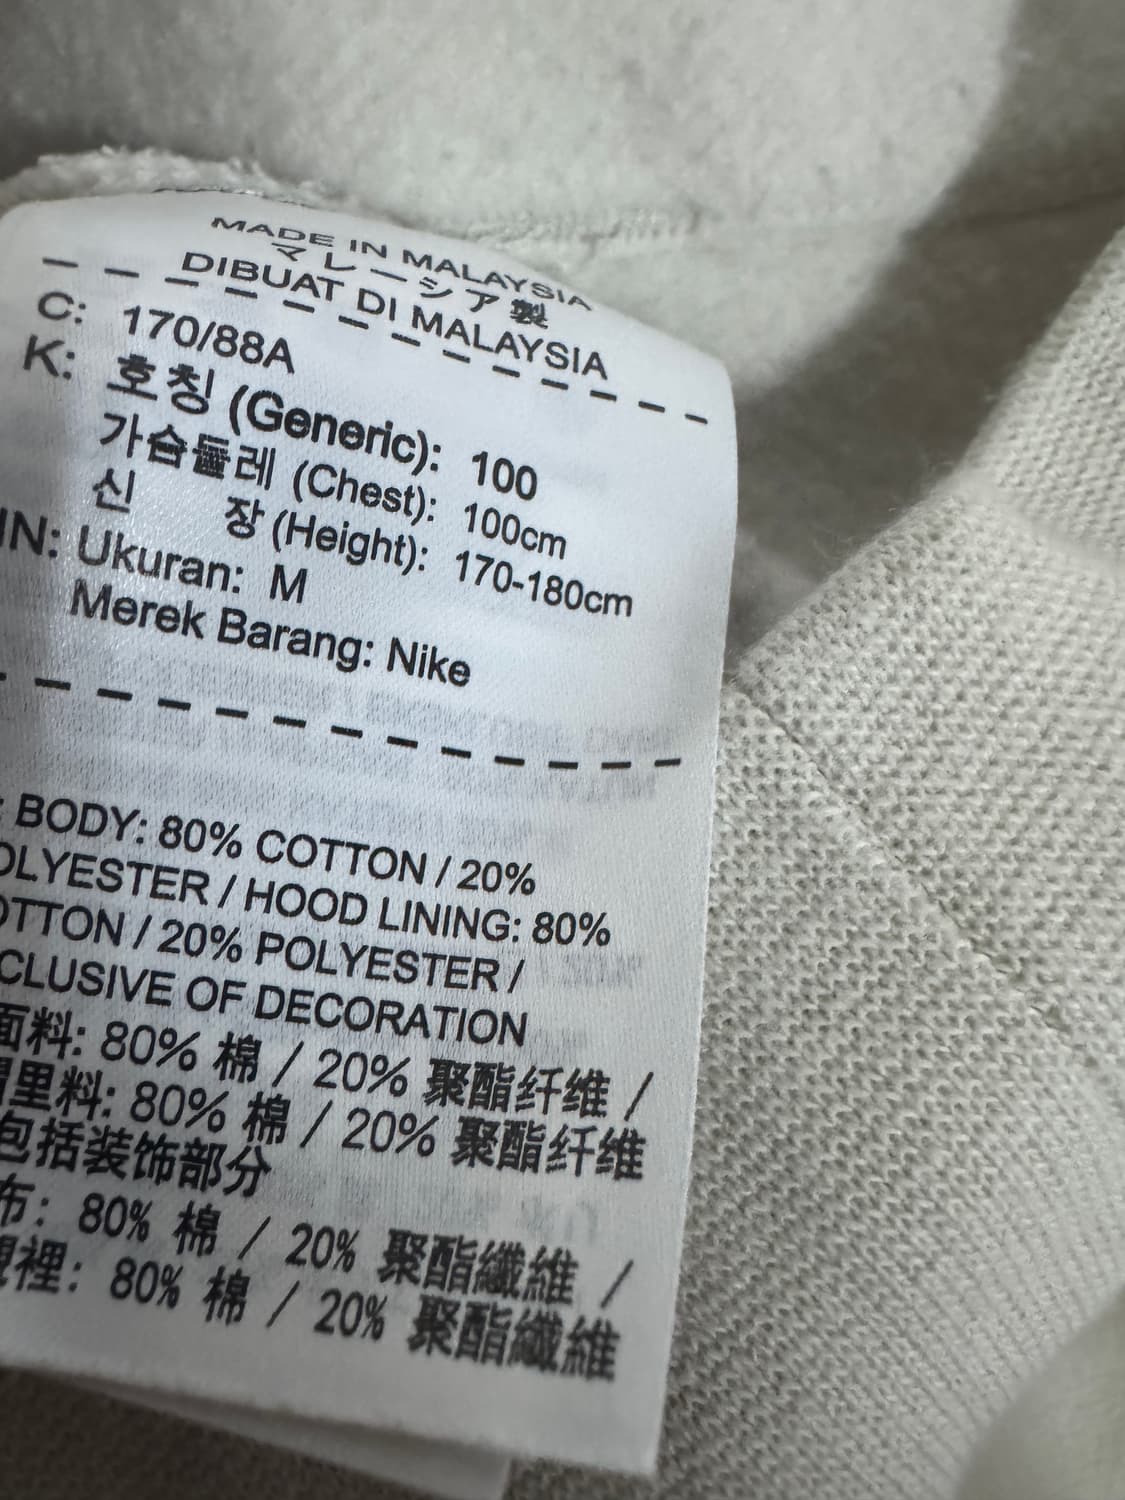 MADE IN MALAYSIA
マレーシア製
DIBUAT DI MALAYSIA
C: 170/88A
K: 호칭 (Generic): 100
가슴둘레 (Chest): 100cm
신 장 (Height): 170-180cm
IN: Ukuran: M
Merek Barang: Nike
: BODY: 80% COTTON / 20%
OLYESTER / HOOD LINING: 80%
OTTON / 20% POLYESTER /
CLUSIVE OF DECORATION
面料: 80% 棉 / 20% 聚酯纤维 /
里料: 80% 棉 / 20% 聚酯纤维
包括装饰部分
布: 80% 棉 / 20% 聚酯纖維 /
裡: 80% 棉 / 20% 聚酯纖維